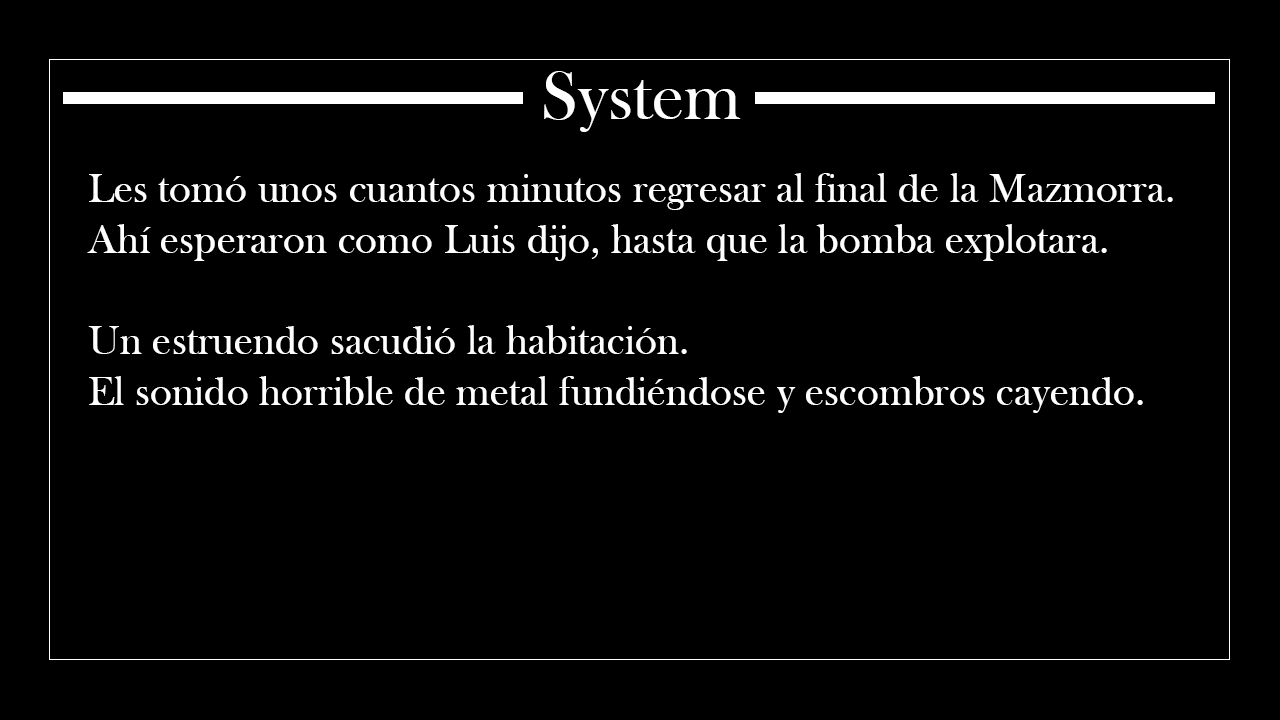 System
Les tomó unos cuantos minutos regresar al final de la Mazmorra.
Ahí esperaron como Luis dijo, hasta que la bomba explotara.
Un estruendo sacudió la habitación.
El sonido horrible de metal fundiéndose y escombros cayendo.